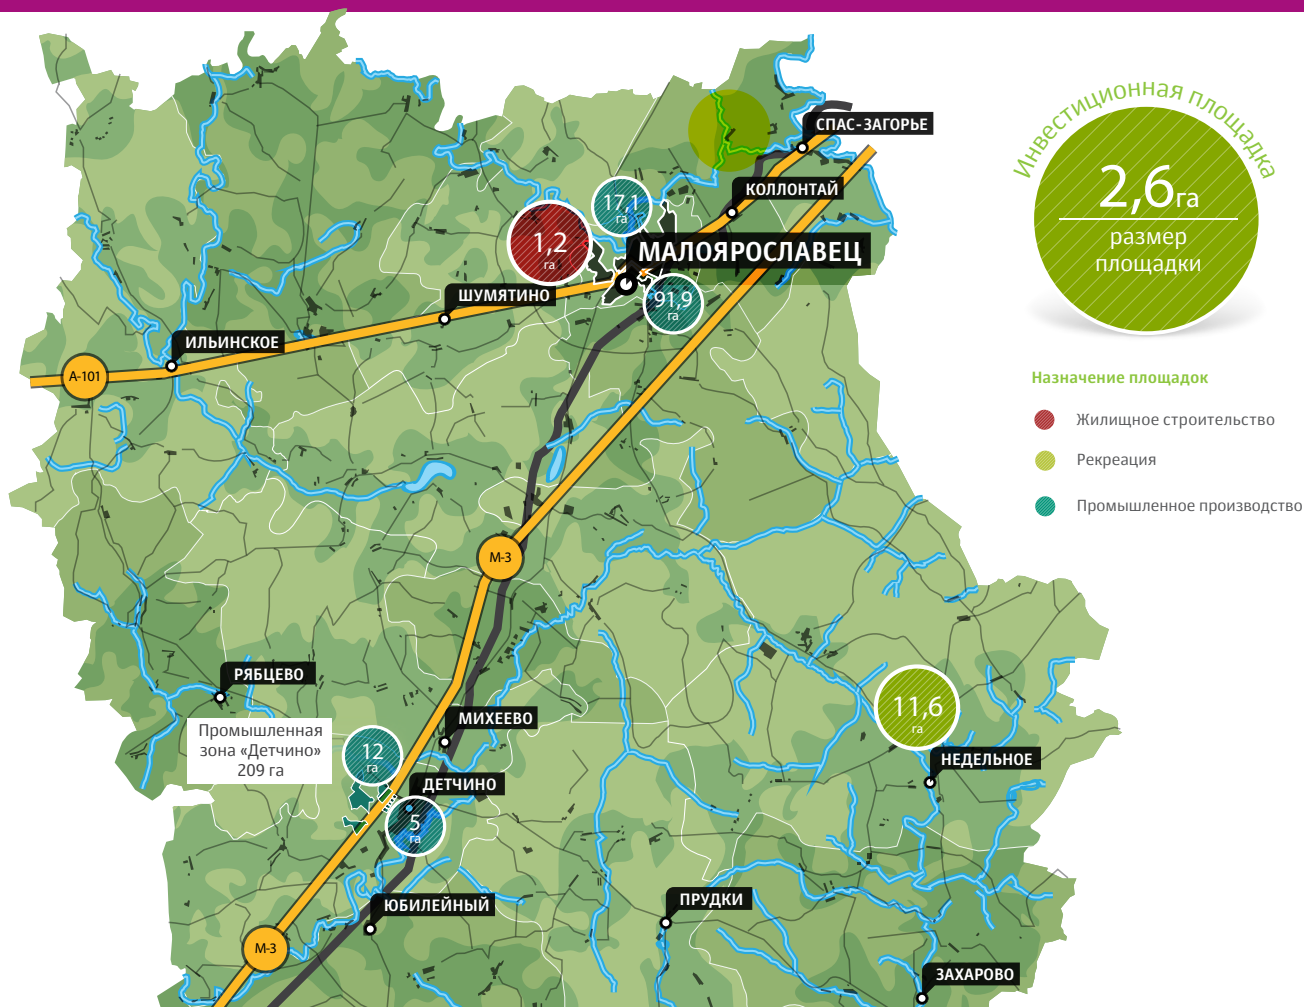 Инвестиционная площадка
2,6га
размер
площадки
Назначение площадок
Жилищное строительство
Рекреация
Промышленное производство
СПАС-ЗАГОРЬЕ
КОЛЛОНТАЙ
17,1
га
1,2
га
МАЛОЯРОСЛАВЕЦ
91,9
га
ШУМЯТИНО
ИЛЬИНСКОЕ
А-101
М-3
РЯБЦЕВО
11,6
га
МИХЕЕВО
Промышленная
зона «Детчино»
209 га
12
га
НЕДЕЛЬНОЕ
ДЕТЧИНО
5
га
ЮБИЛЕЙНЫЙ
ПРУДКИ
М-3
ЗАХАРОВО